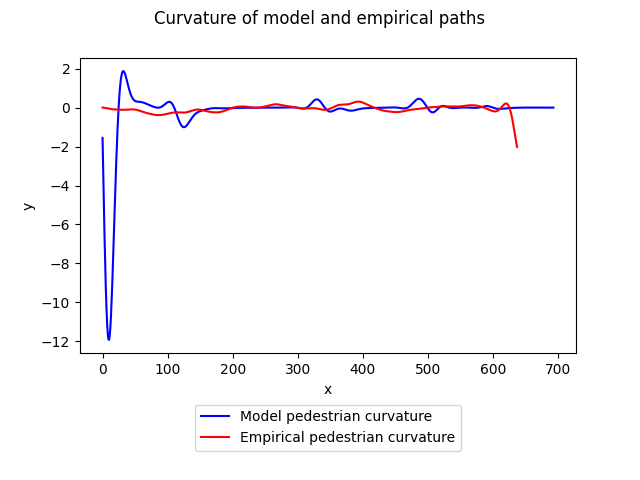 Curvature of model and empirical paths
2
0
−2
−4
−6
−8
−10
−12
y
0 100 200 300 400 500 600 700
x
Model pedestrian curvature
Empirical pedestrian curvature